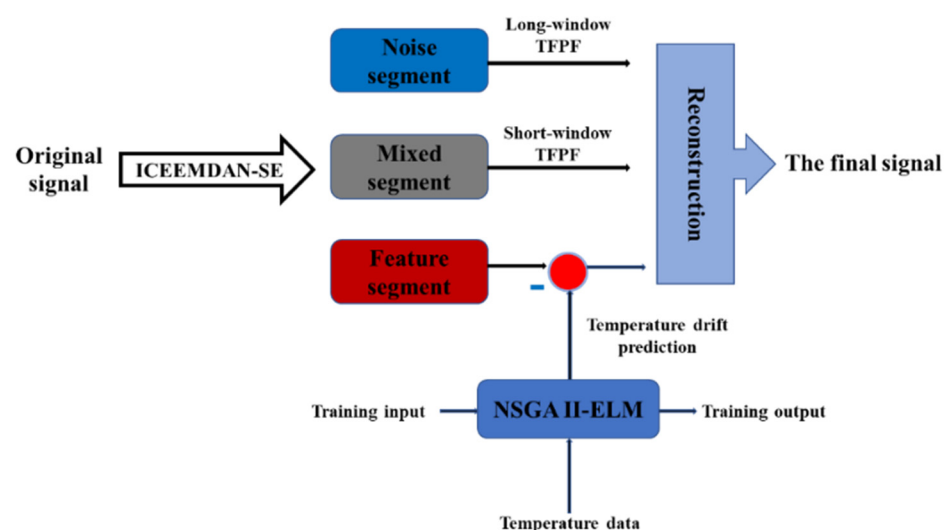 Original
signal
ICEEMDAN-SE
Noise
segment
Long-window
TFPF
Mixed
segment
Short-window
TFPF
Feature
segment
-
Reconstruction
The final signal
Temperature drift
prediction
Training input
NSGA II-ELM
Training output
Temperature data